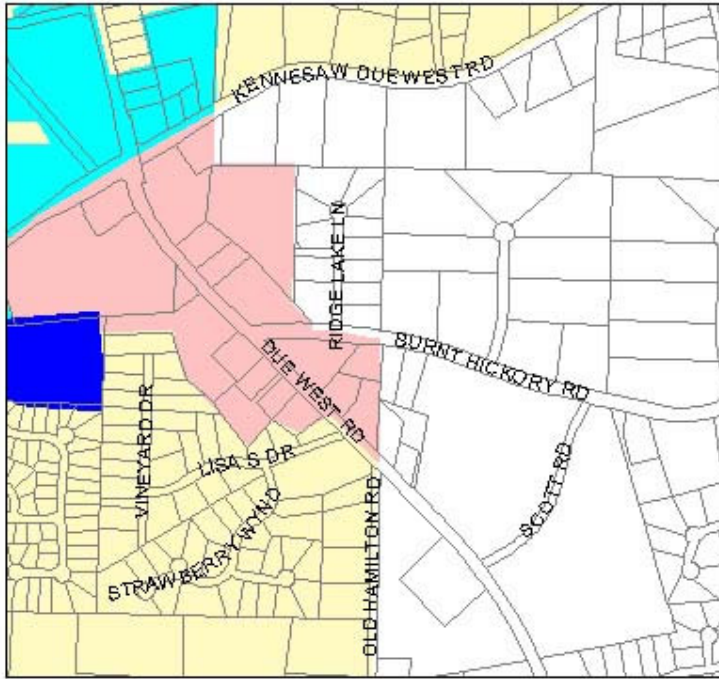 KENNESAW DUE WEST RD
RIDGE LAKE LN
BURNT HICKORY RD
DUE WEST RD
VINEYARD DR
LISA S DR
SCOTT RD
STRAWBERRY WYND
OLD HAMILTON RD